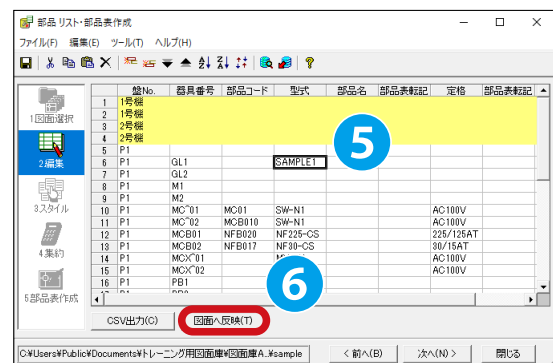 部品リスト・部品表作成
ファイル(F) 編集(E) ツール(T) ヘルプ(H)
盤No. 器具番号 部品コード 型式 部品名 部品表転記 定格 部品表転記
1 1号機
2 1号機
3 2号機
4 2号機
5 P1
6 P1 GL1 SAMPLE1
7 P1 GL2
8 P1 M1
9 P1 M2
10 P1 MC^01 MC01 SW-N1 AC100V
11 P1 MC^02 MCB010 SW-N1 AC100V
12 P1 MCB01 NFB020 NF225-CS 225/125AT
13 P1 MCB02 NFB017 NF30-CS 30/15AT
14 P1 MCX^01 AC100V
15 P1 MCX^02 AC100V
16 P1 PB1
5
6
1.図面選択
2.編集
3.スタイル
4.集約
5.部品表作成
CSV出力(C) 図面へ反映(T)
C:¥Users¥Public¥Documents¥トレーニング用図面庫¥図面庫A..¥sample < 前へ(B) 次へ(N) > 閉じる